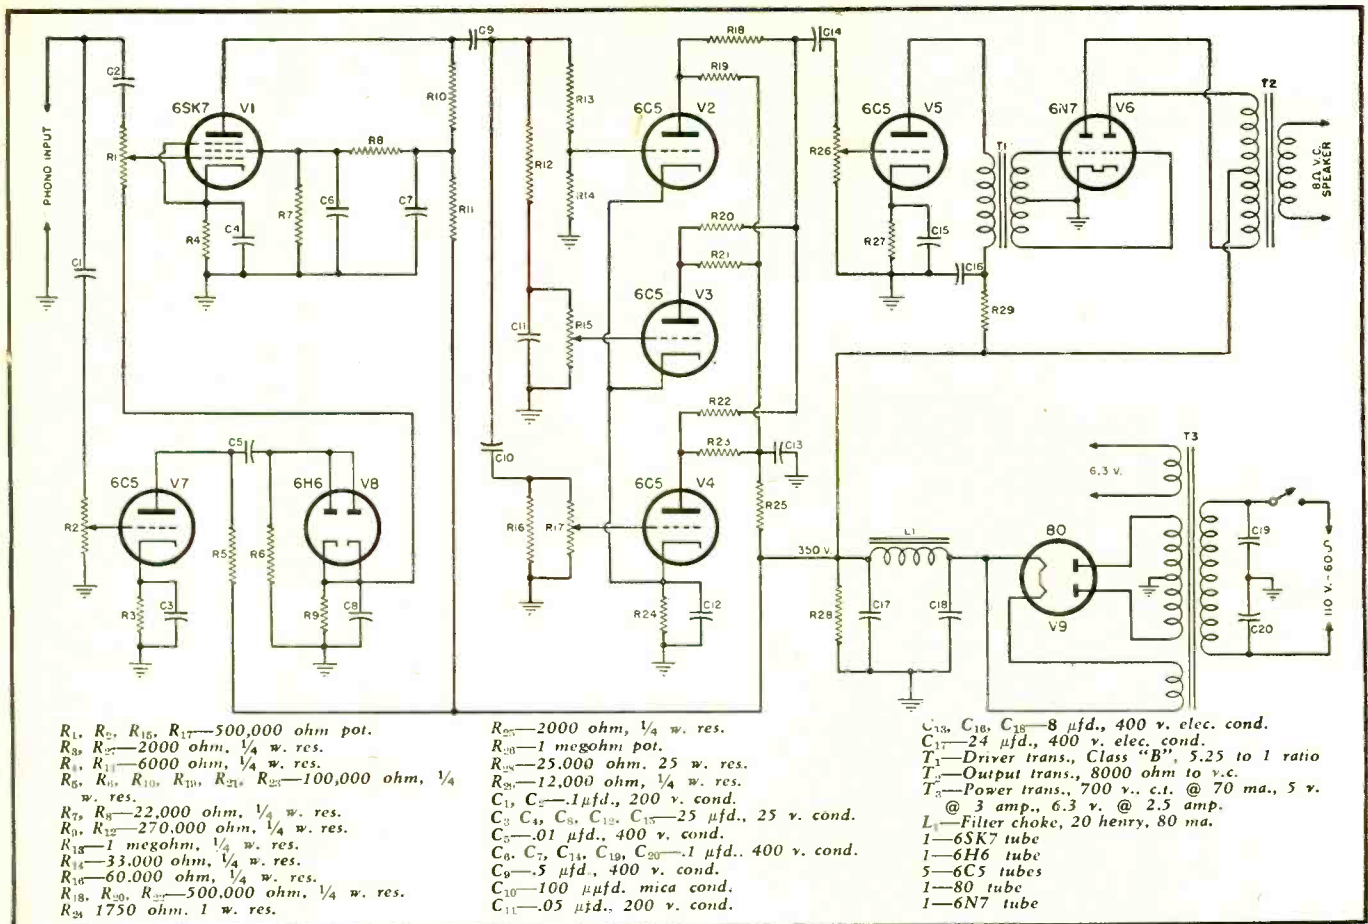 C2
C9
R18
C14
R19
6SK7 V1
R10
R13
6C5 V2
6C5 V5
6N7 V6
T2
PHONO INPUT
R1
R8
R12
R26
T1
8Ω V.C.
SPEAKER
R7
C6
C7
R11
R14
R4
C4
R20
R27
C15
C1
R21
C16
6C5 V3
R29
C11
R15
R22
C5
R23
C13
T3
C10
6.3 V.
6C5 V7
6H6 V8
6C5 V4
R2
R5
R6
R16
R17
R25
L1
80
C19
350 V.
110 V.-60~
R3
C3
R9
C8
R24
C12
R28
C17
C18
V9
C20
R1, R2, R15, R17—500,000 ohm pot.
R3, R27—2000 ohm, 1/4 w. res.
R4, R11—6000 ohm, 1/4 w. res.
R5, R6, R10, R19, R21, R23—100,000 ohm, 1/4
w. res.
R7, R8—22,000 ohm, 1/4 w. res.
R9, R12—270.000 ohm, 1/4 w. res.
R13—1 megohm, 1/4 w. res.
R14—33.000 ohm, 1/4 w. res.
R16—60.000 ohm, 1/4 w. res.
R18, R20, R22—500.000 ohm, 1/4 w. res.
R24 1750 ohm. 1 w. res.
R25—2000 ohm, 1/4 w. res.
R26—1 megohm pot.
R28—25.000 ohm. 25 w. res.
R29—12,000 ohm, 1/4 w. res.
C1, C2—.1µfd., 200 v. cond.
C3 C4, C8, C12, C15—25 µfd., 25 v. cond.
C5—.01 µfd., 400 v. cond.
C6, C7, C14, C19, C20—.1 µfd.. 400 v. cond.
C9—.5 µfd., 400 v. cond.
C10—100 µµfd. mica cond.
C11—.05 µfd., 200 v. cond.
C13, C16, C18—8 µfd., 400 v. elec. cond.
C17—24 µfd., 400 v. elec. cond.
T1—Driver trans., Class "B", 5.25 to 1 ratio
T2—Output trans., 8000 ohm to v.c.
T3—Power trans., 700 v.. c.t. @ 70 ma., 5 v.
@ 3 amp., 6.3 v. @ 2.5 amp.
L1—Filter choke, 20 henry, 80 ma.
1—6SK7 tube
1—6H6 tube
5—6C5 tubes
1—80 tube
1—6N7 tube